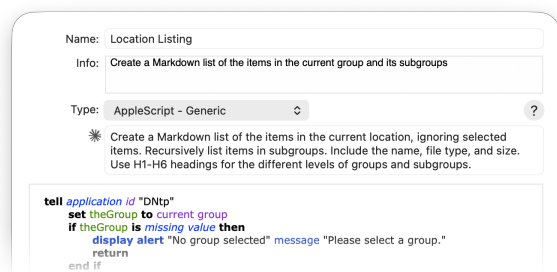 Name: Location Listing
Info: Create a Markdown list of the items in the current group and its subgroups
Type: AppleScript - Generic ?
Create a Markdown list of the items in the current location, ignoring selected
items. Recursively list items in subgroups. Include the name, file type, and size.
Use H1-H6 headings for the different levels of groups and subgroups.
tell application id "DNtp"
set theGroup to current group
if theGroup is missing value then
display alert "No group selected" message "Please select a group."
return
end if